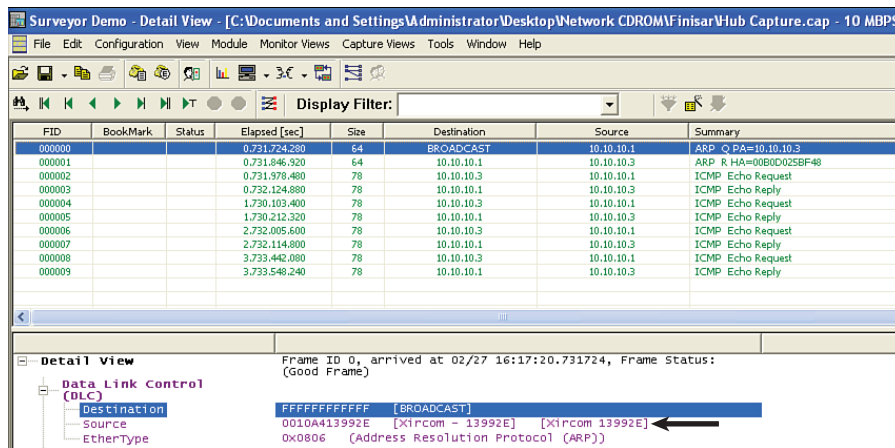 Surveyor Demo - Detail View - [C:\Documents and Settings\Administrator\Desktop\Network CDROM\Finisar\Hub Capture.cap - 10 MBPS
File Edit Configuration View Module Monitor Views Capture Views Tools Window Help
Display Filter:
FID BookMark Status Elapsed [sec] Size Destination Source Summary
000000 0.731.724.280 64 BROADCAST 10.10.10.1 ARP Q PA=10.10.10.3
000001 0.731.846.920 64 10.10.10.1 10.10.10.3 ARP R HA=00B0D025BF48
000002 0.731.978.480 78 10.10.10.3 10.10.10.1 ICMP Echo Request
000003 0.732.124.880 78 10.10.10.1 10.10.10.3 ICMP Echo Reply
000004 1.730.103.400 78 10.10.10.3 10.10.10.1 ICMP Echo Request
000005 1.730.212.320 78 10.10.10.1 10.10.10.3 ICMP Echo Reply
000006 2.732.005.600 78 10.10.10.3 10.10.10.1 ICMP Echo Request
000007 2.732.114.800 78 10.10.10.1 10.10.10.3 ICMP Echo Reply
000008 3.733.442.080 78 10.10.10.3 10.10.10.1 ICMP Echo Request
000009 3.733.548.240 78 10.10.10.1 10.10.10.3 ICMP Echo Reply
Detail View Frame ID 0, arrived at 02/27 16:17:20.731724, Frame Status:
(Good Frame)
Data Link Control
(DLC)
Destination FFFFFFFFFFFF [BROADCAST]
Source 0010A413992E [Xircom - 13992E] [Xircom 13992E]
EtherType 0x0806 (Address Resolution Protocol (ARP))